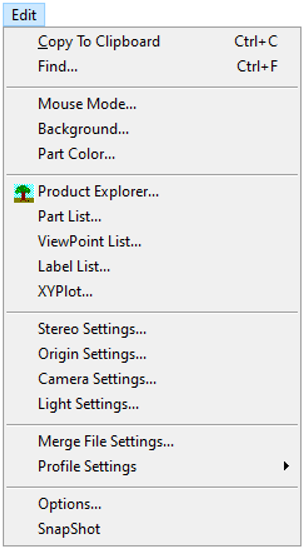 Edit
Copy To Clipboard Ctrl+C
Find... Ctrl+F
Mouse Mode...
Background...
Part Color...
Product Explorer...
Part List...
ViewPoint List...
Label List...
XYPlot...
Stereo Settings...
Origin Settings...
Camera Settings...
Light Settings...
Merge File Settings...
Profile Settings
Options...
SnapShot